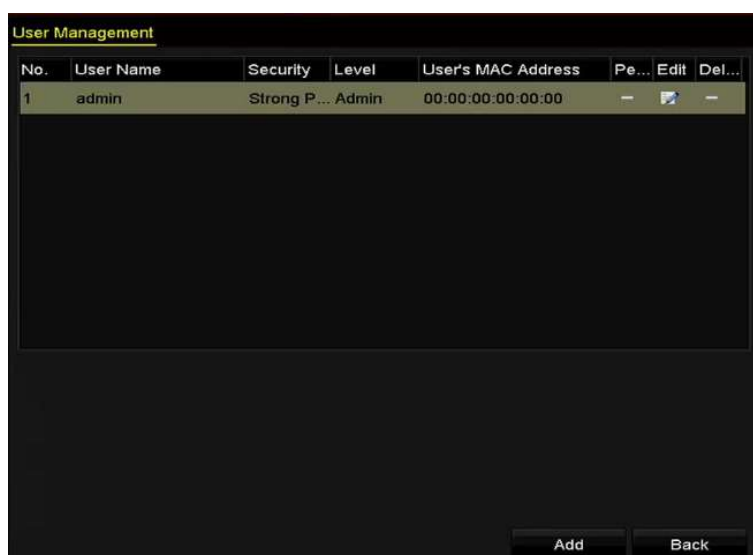 User Management
No. User Name Security Level User's MAC Address Pe... Edit Del...
1 admin Strong P... Admin 00:00:00:00:00:00 — —
Add Back